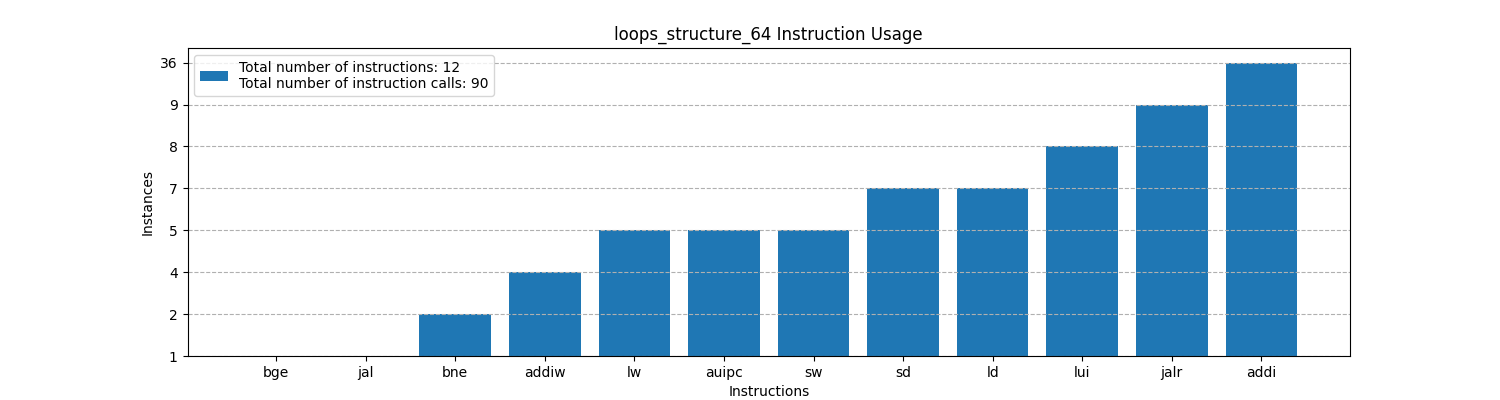 loops_structure_64 Instruction Usage
Total number of instructions: 12
Total number of instruction calls: 90
Instances
36
9
8
7
5
4
2
1
bge jal bne addiw lw auipc sw sd ld lui jalr addi
Instructions